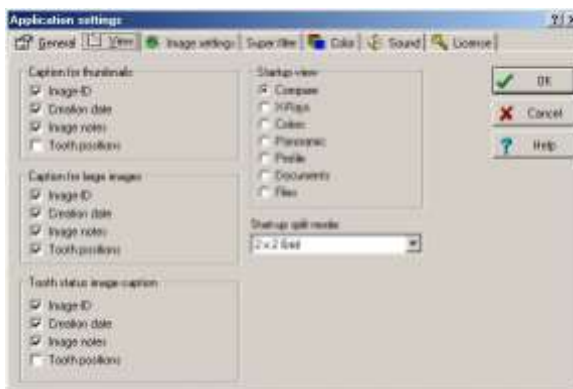 Application settings
General View Image settings Super filter Color Sound License
Caption for thumbnails
Image-ID
Creation date
Image notes
Tooth positions
Caption for large images
Image-ID
Creation date
Image notes
Tooth positions
Tooth status image caption
Image-ID
Creation date
Image notes
Tooth positions
Startup view
Compare
X-Rays
Colors
Panoramic
Profile
Documents
Files
Start-up split mode:
2 x 2 Grid
OK
Cancel
Help